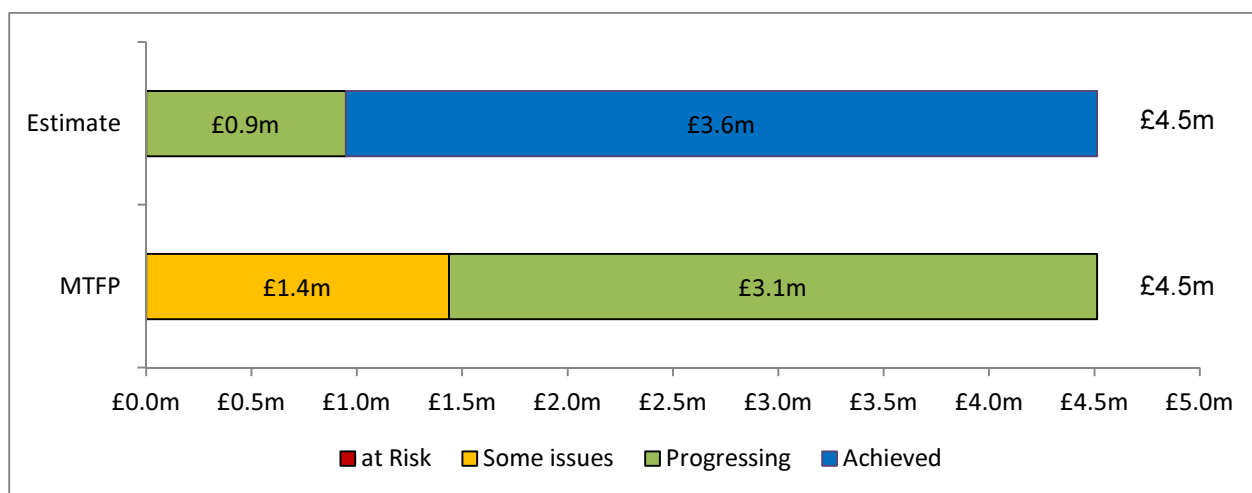 Estimate £0.9m £3.6m £4.5m
MTFP £1.4m £3.1m £4.5m
£0.0m £0.5m £1.0m £1.5m £2.0m £2.5m £3.0m £3.5m £4.0m £4.5m £5.0m
at Risk Some issues Progressing Achieved